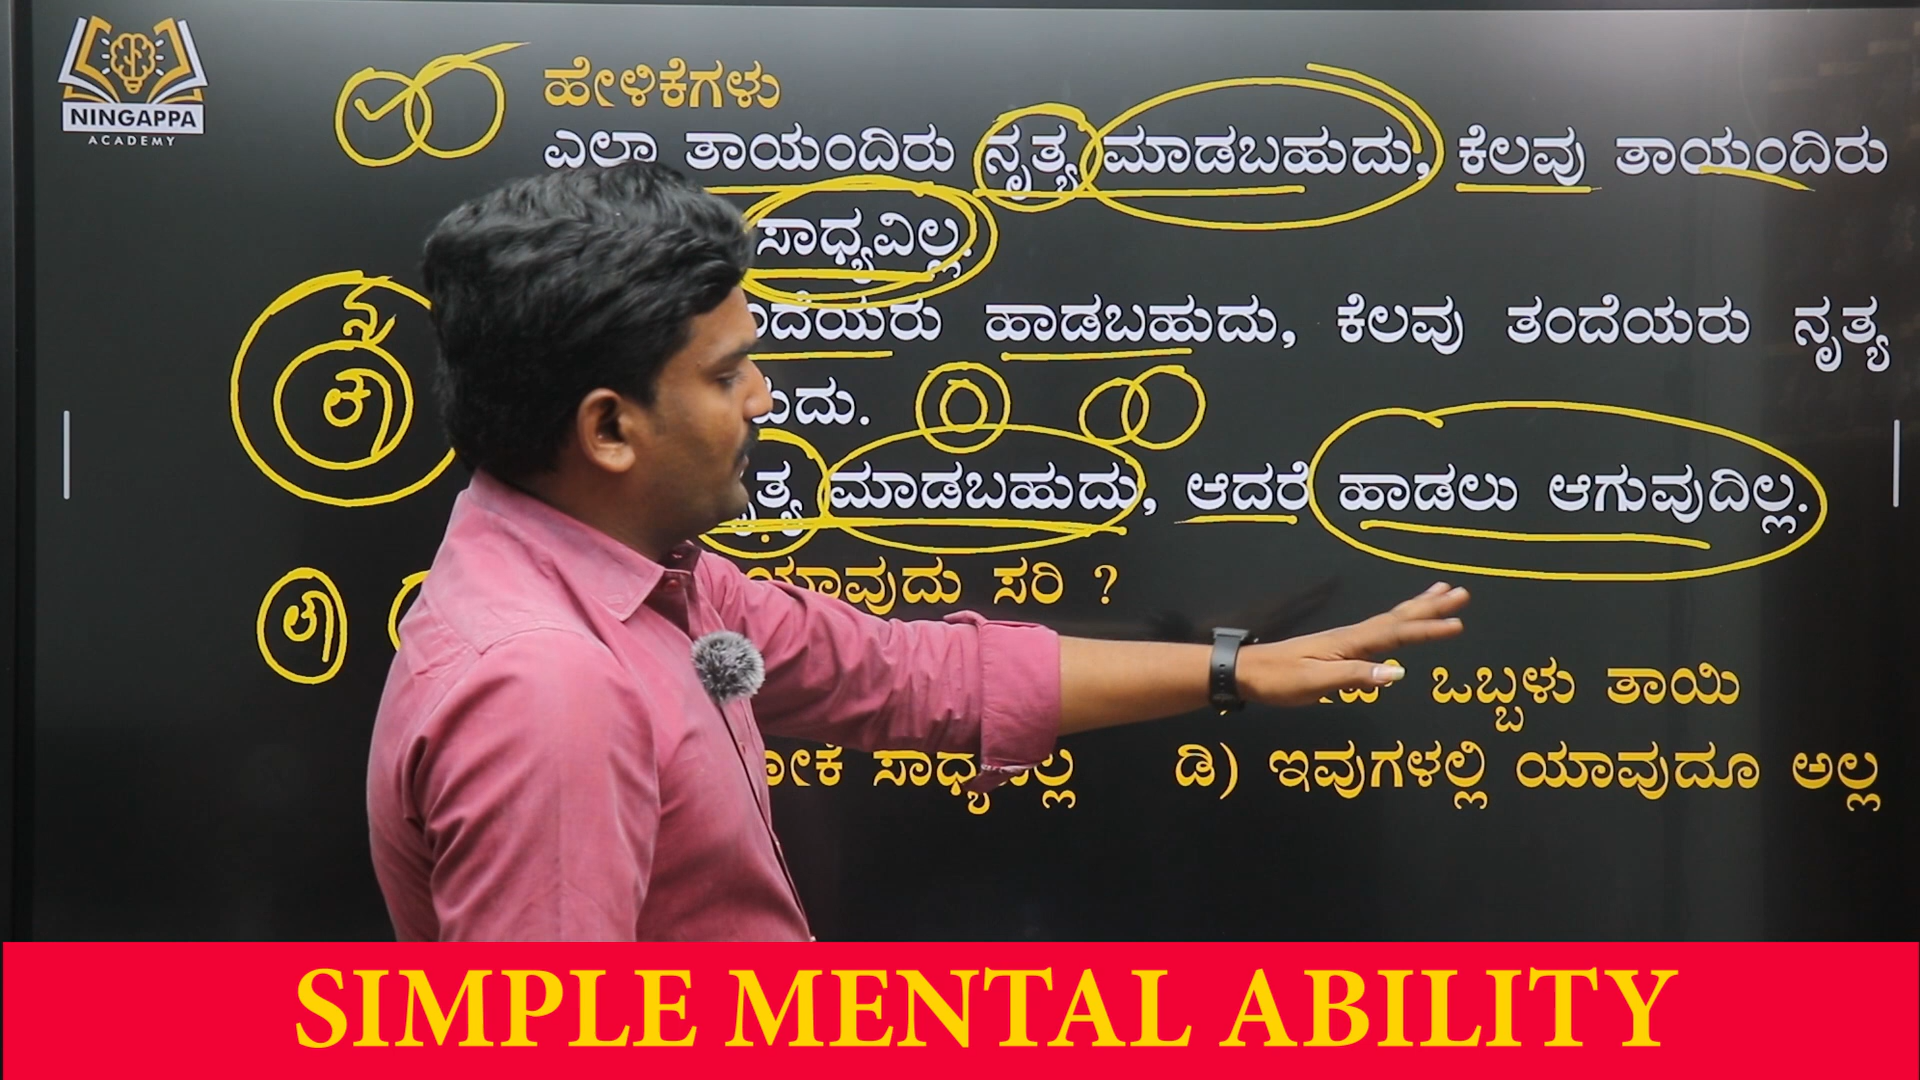 NINGAPPA
ACADEMY
ಹೇಳಿಕೆಗಳು
ಎಲ್ಲಾ ತಾಯಂದಿರು ನೃತ್ಯ ಮಾಡಬಹುದು, ಕೆಲವು ತಾಯಂದಿರು
ಸಾಧ್ಯವಿಲ್ಲ.
ಹಾಡಬಹುದು, ಕೆಲವು ತಂದೆಯರು ನೃತ್ಯ
ಮಾಡಬಹುದು, ಆದರೆ ಹಾಡಲು ಆಗುವುದಿಲ್ಲ.
ಯಾವುದು ಸರಿ ?
ಒಬ್ಬಳು ತಾಯಿ
ಡಿ) ಇವುಗಳಲ್ಲಿ ಯಾವುದೂ ಅಲ್ಲ
SIMPLE MENTAL ABILITY